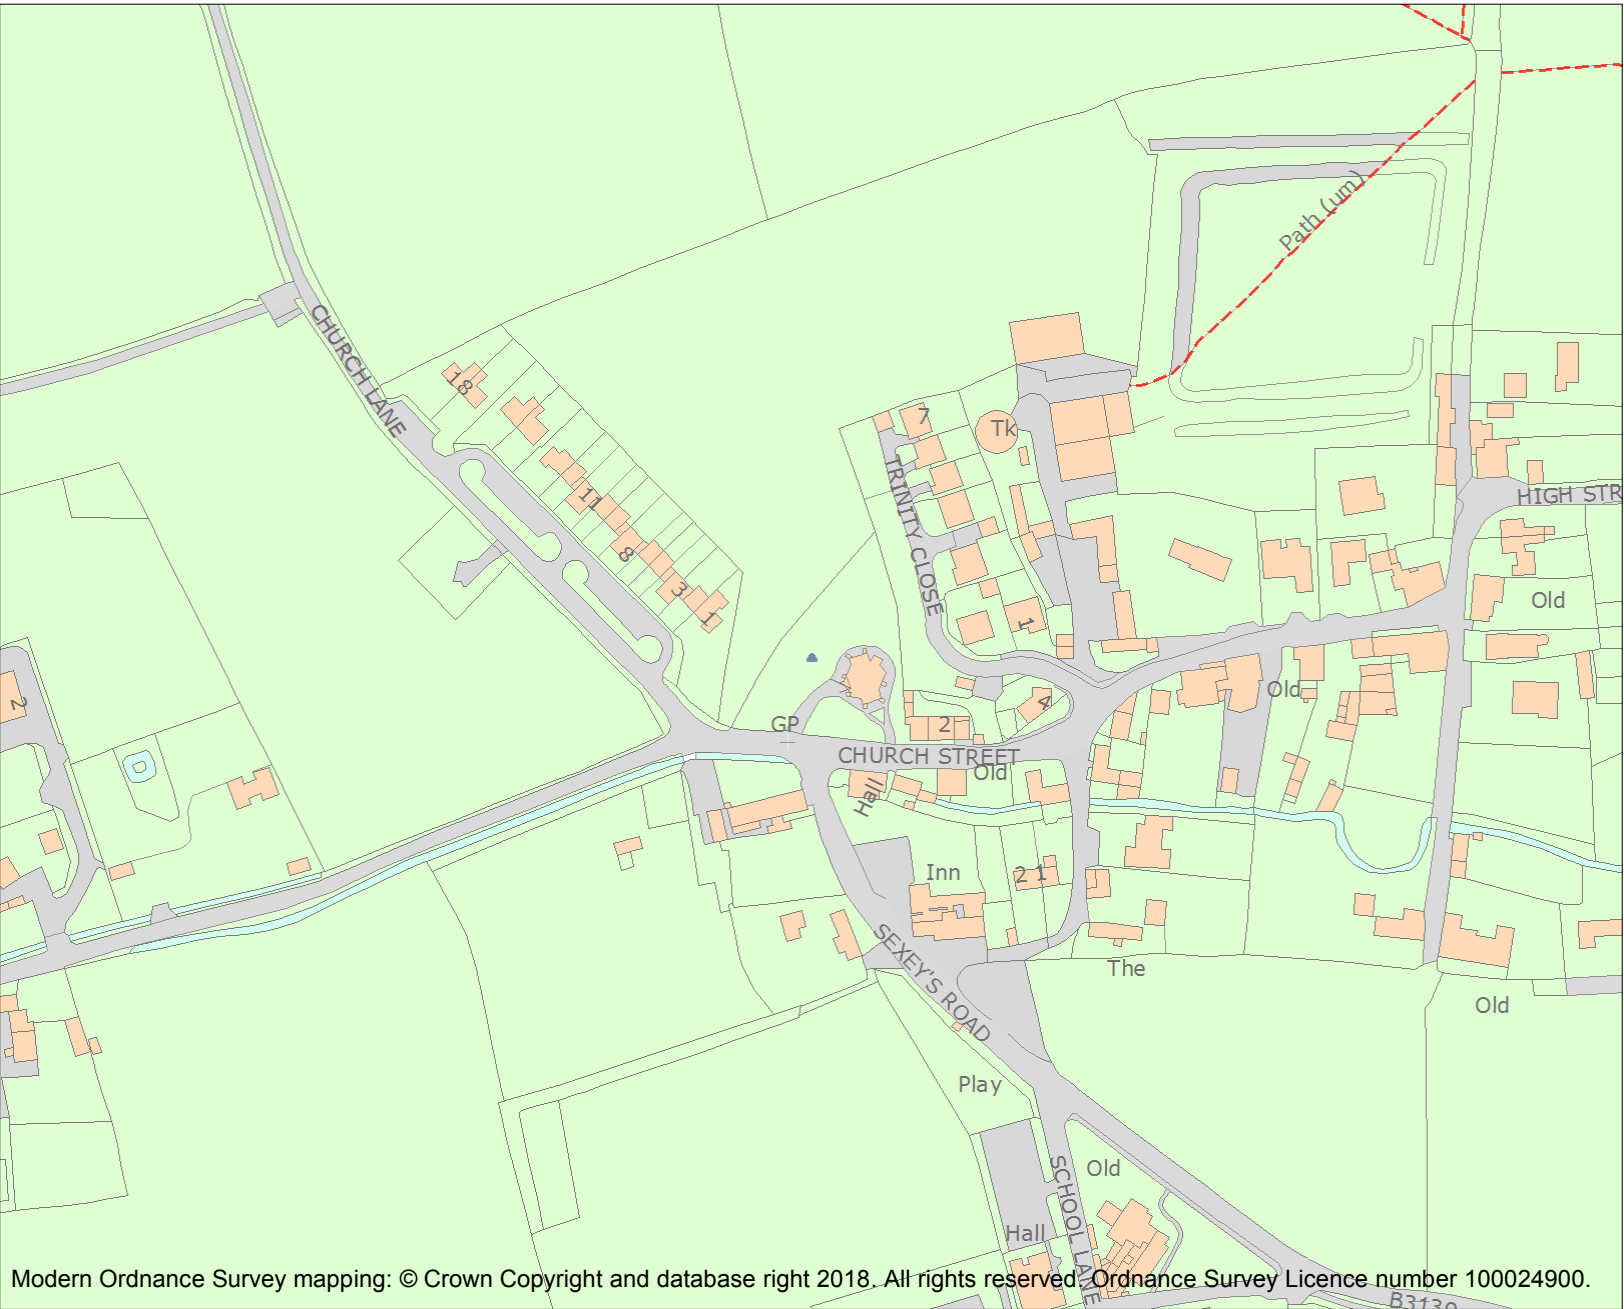 Path (um)
CHURCH LANE
18
7
Tk
TRINITY CLOSE
11
HIGH STR
8
3
1
1
Old
2
Old
4
GP
2
CHURCH STREET
Old
Hall
Inn
2 1
SEXEY'S ROAD
The
Old
Play
Old
SCHOOL LANE
Hall
Modern Ordnance Survey mapping: © Crown Copyright and database right 2018. All rights reserved. Ordnance Survey Licence number 100024900.